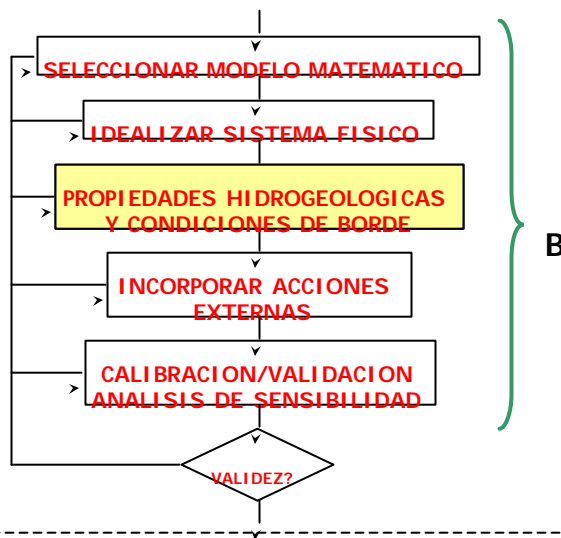 SELECCIONAR MODELO MATEMATICO
IDEALIZAR SISTEMA FISICO
PROPIEDADES HIDROGEOLOGICAS
Y CONDICIONES DE BORDE
B
INCORPORAR ACCIONES
EXTERNAS
CALIBRACION/VALIDACION
ANALISIS DE SENSIBILIDAD
VALIDEZ?